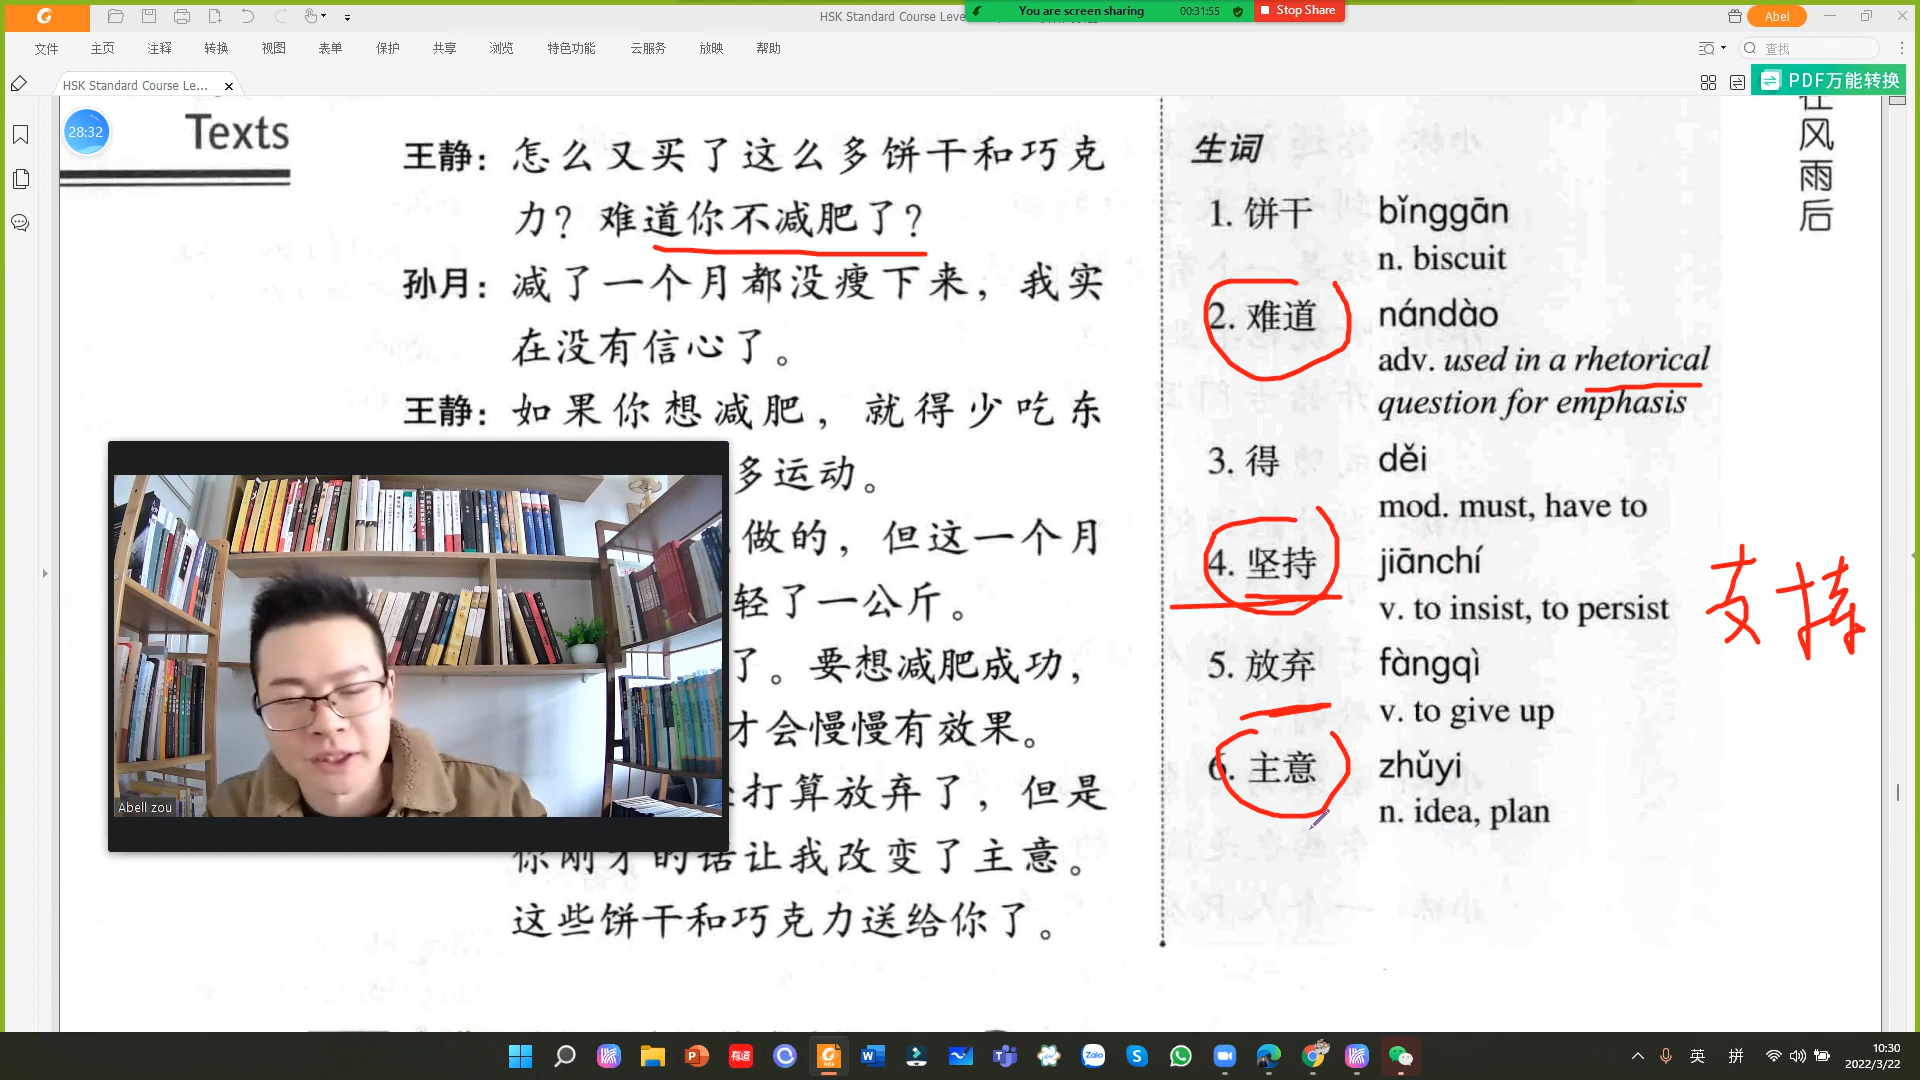 HSK Standard Course Leve
You are screen sharing
00:31:55
Stop Share
Abel
文件 主页 注释 转换 视图 表单 保护 共享 浏览 特色功能 云服务 放映 帮助
查找
HSK Standard Course Le...
PDF万能转换
28:32
Texts
王静：怎么又买了这么多饼干和巧克
力？难道你不减肥了？
孙月：减了一个月都没瘦下来，我实
在没有信心了。
王静：如果你想减肥，就得少吃东
多运动。
做的，但这一个月
轻了一公斤。
了。要想减肥成功，
才会慢慢有效果。
打算放弃了，但是
你刚才的话让我改变了主意。
这些饼干和巧克力送给你了。
Abell zou
生词
1. 饼干 bǐnggān
n. biscuit
2. 难道 nándào
adv. used in a rhetorical
question for emphasis
3. 得 děi
mod. must, have to
4. 坚持 jiānchí
v. to insist, to persist
5. 放弃 fàngqì
v. to give up
6. 主意 zhǔyi
n. idea, plan
支持
在风雨后
有道
Zalo
英
拼
10:30
2022/3/22